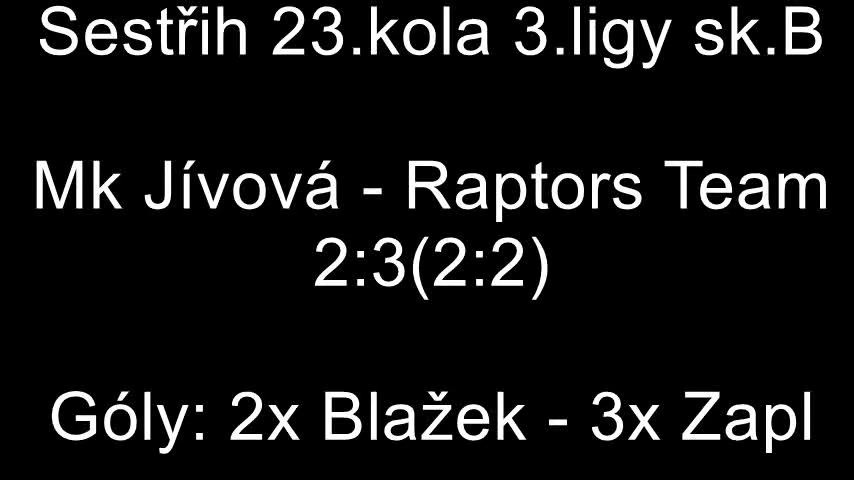 Sestřih 23.kola 3.ligy sk.B
Mk Jívová - Raptors Team
2:3(2:2)
Góly: 2x Blažek - 3x Zapl